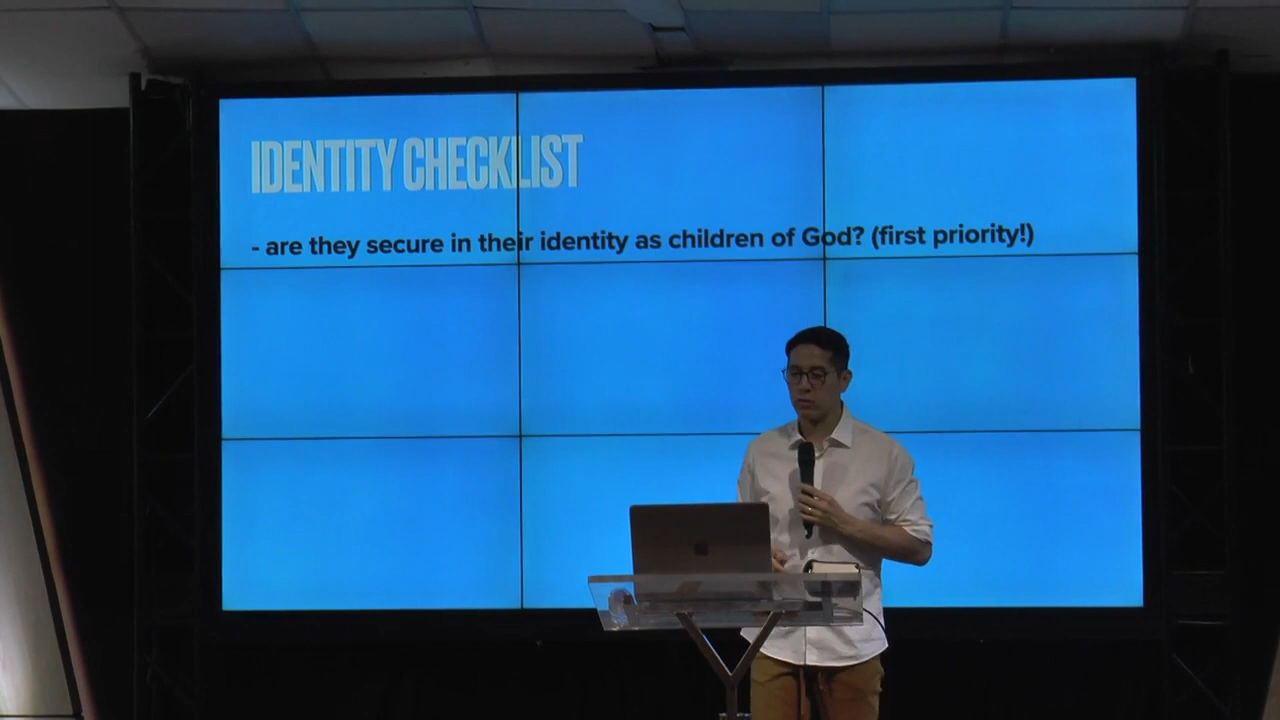 IDENTITY CHECKLIST
- are they secure in their identity as children of God? (first priority!)